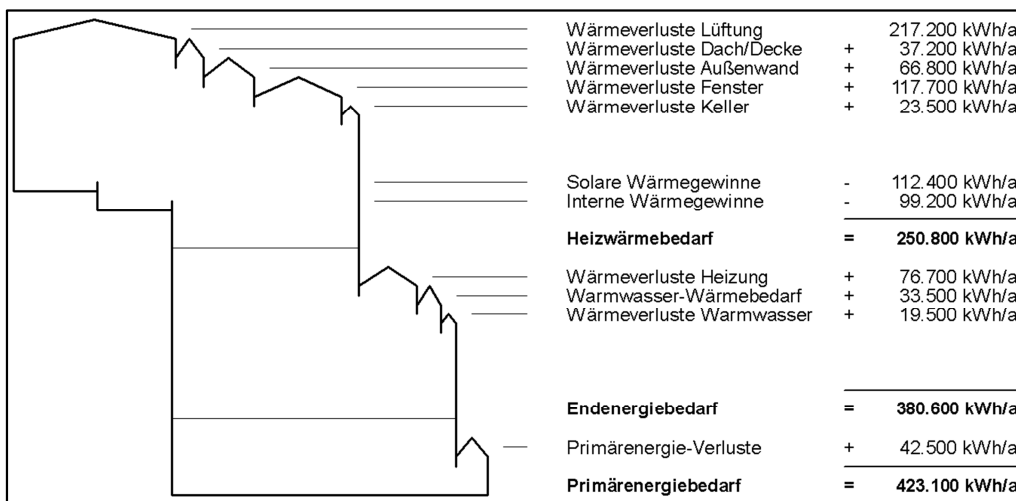 Wärmeverluste Lüftung 217.200 kWh/a
Wärmeverluste Dach/Decke + 37.200 kWh/a
Wärmeverluste Außenwand + 66.800 kWh/a
Wärmeverluste Fenster + 117.700 kWh/a
Wärmeverluste Keller + 23.500 kWh/a
Solare Wärmegewinne - 112.400 kWh/a
Interne Wärmegewinne - 99.200 kWh/a
Heizwärmebedarf = 250.800 kWh/a
Wärmeverluste Heizung + 76.700 kWh/a
Warmwasser-Wärmebedarf + 33.500 kWh/a
Wärmeverluste Warmwasser + 19.500 kWh/a
Endenergiebedarf = 380.600 kWh/a
Primärenergie-Verluste + 42.500 kWh/a
Primärenergiebedarf = 423.100 kWh/a